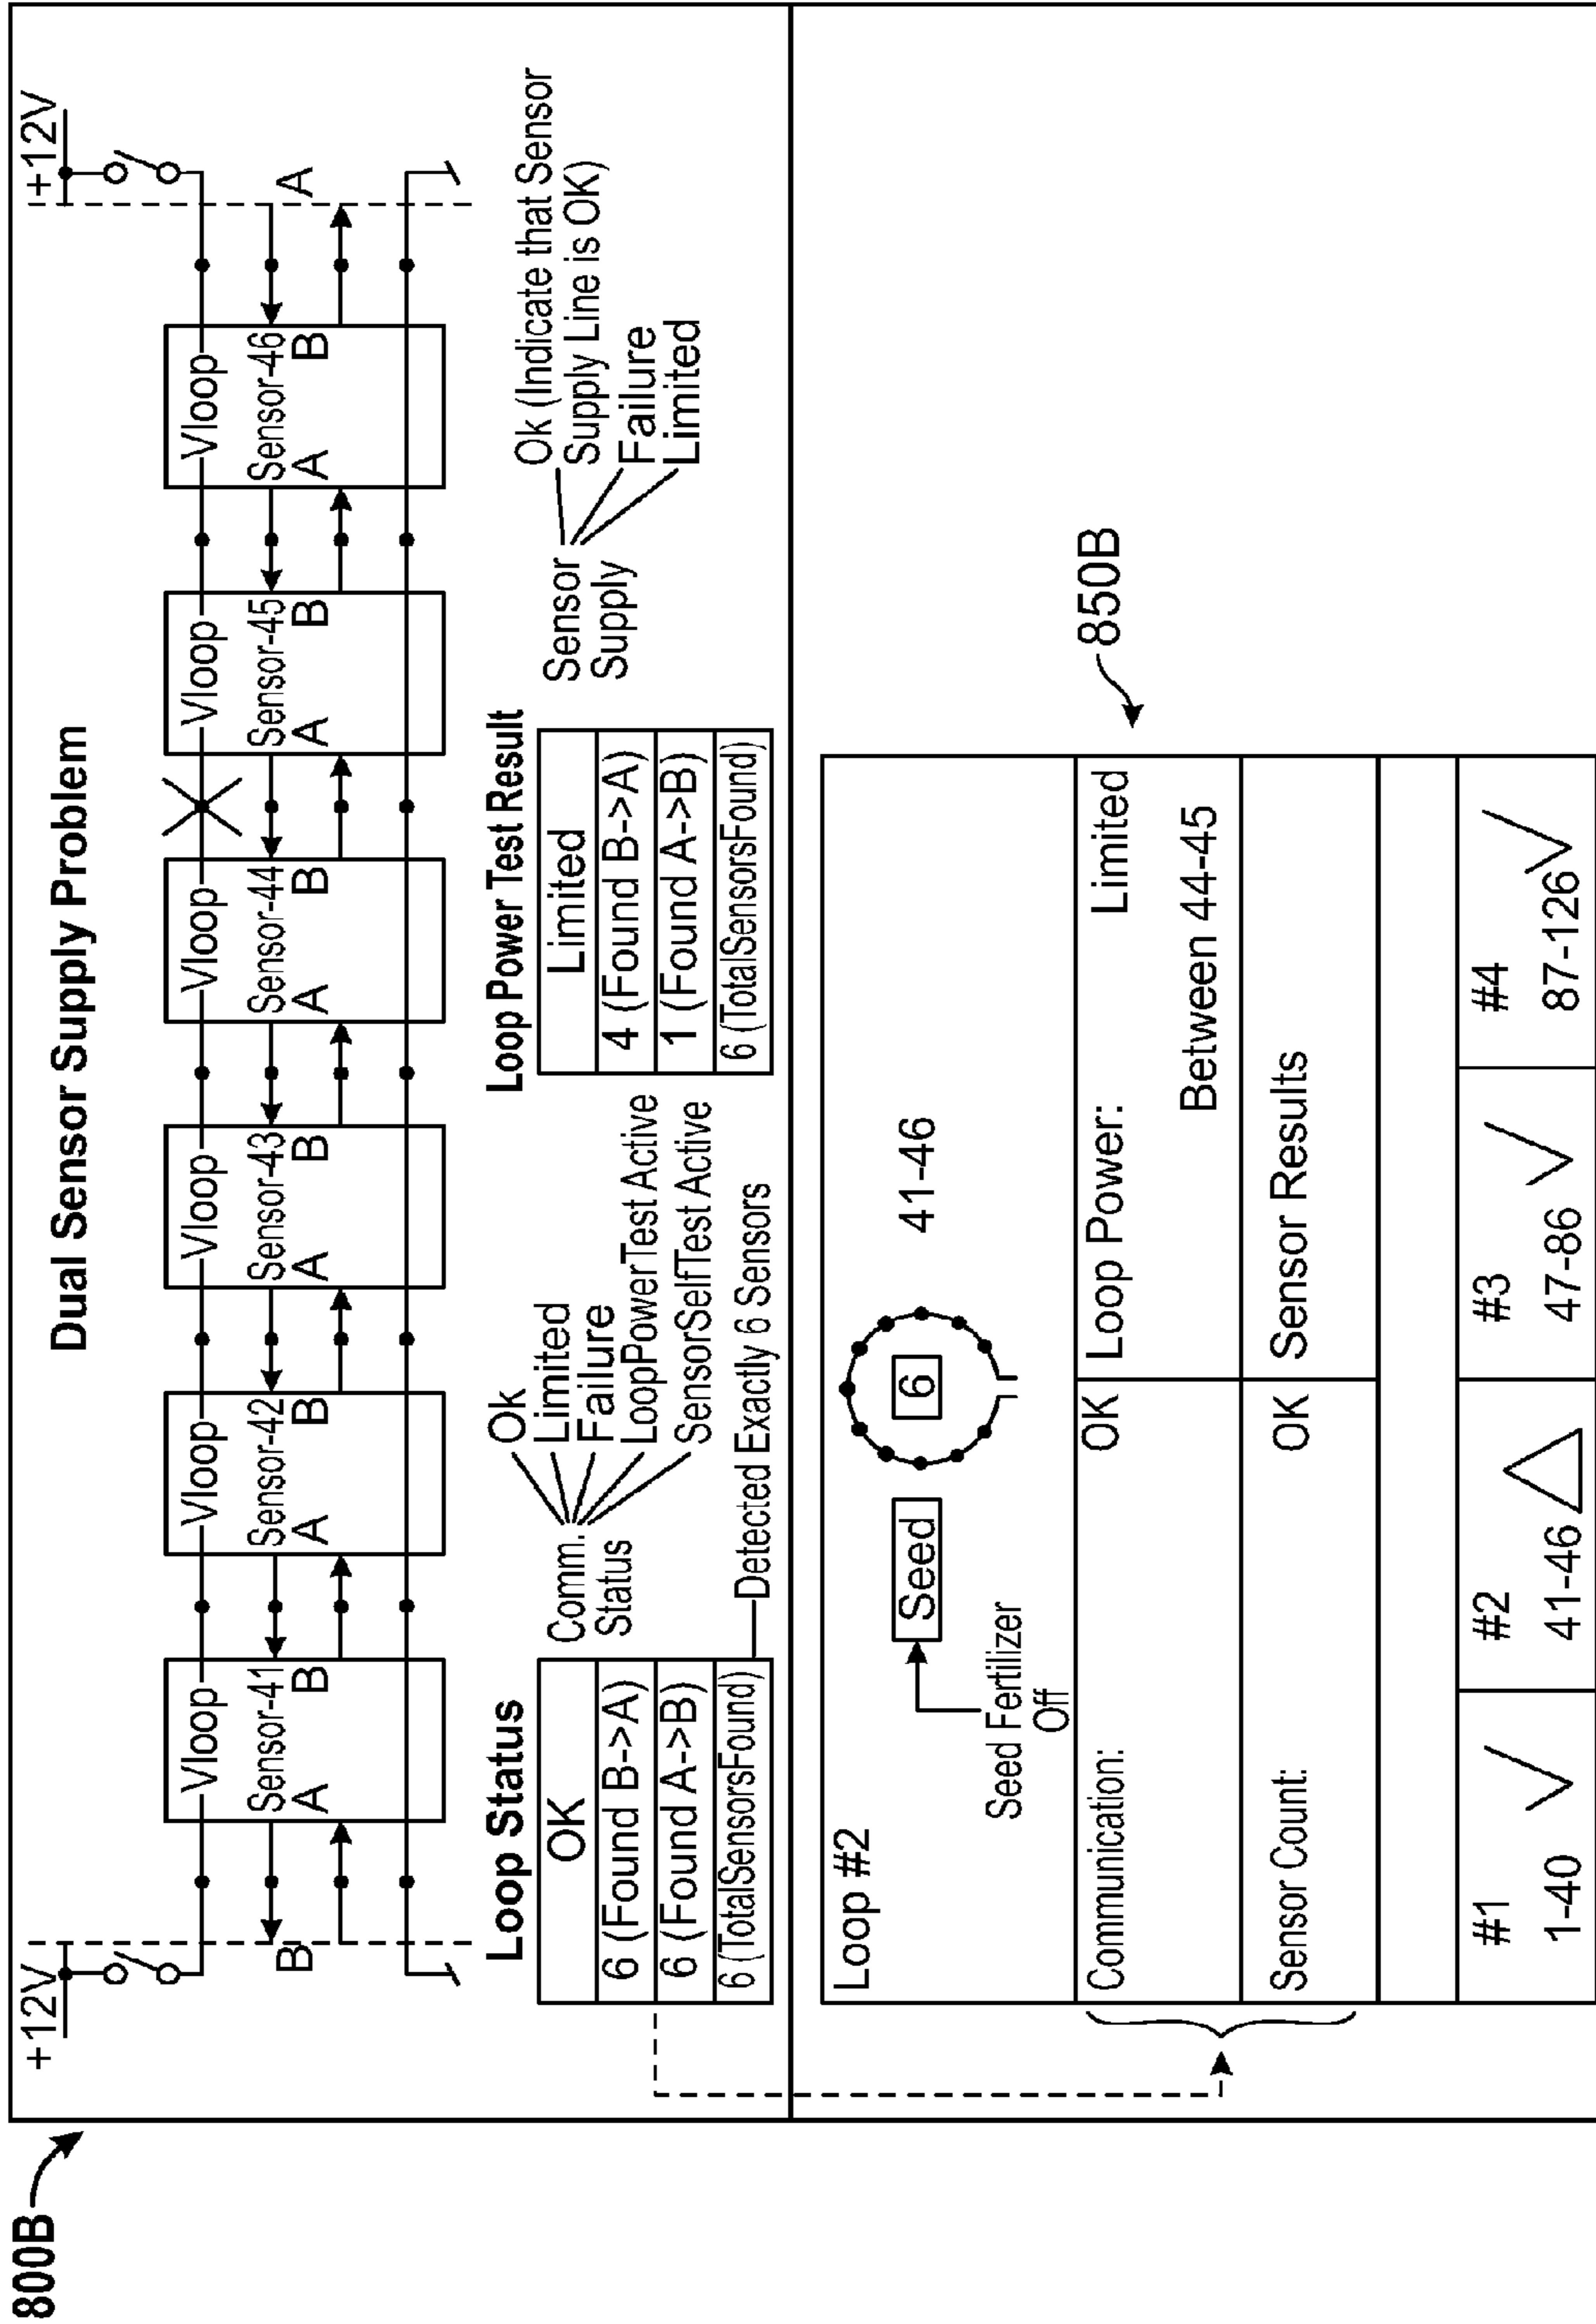 800B
Dual Sensor Supply Problem
+12V
+12V
B
Vloop
Sensor-41
A B
Vloop
Sensor-42
A B
Vloop
Sensor-43
A B
Vloop
Sensor-44
A B
Vloop
Sensor-45
A B
Vloop
Sensor-46
A B
A
Loop Status
OK
6 (Found B->A)
6 (Found A->B)
6 (TotalSensorsFound)
Comm.
Status
Ok
Limited
Failure
LoopPowerTest Active
SensorSelfTest Active
Detected Exactly 6 Sensors
Loop Power Test Result
Limited
4 (Found B->A)
1 (Found A->B)
6 (TotalSensorsFound)
Sensor
Supply
Ok (Indicate that Sensor
Supply Line is OK)
Failure
Limited
850B
Loop #2
Seed
6
41-46
Seed Fertilizer
Off
Communication: OK
Loop Power: Limited
Between 44-45
Sensor Count: OK
Sensor Results
#1
1-40
#2
41-46
#3
47-86
#4
87-126